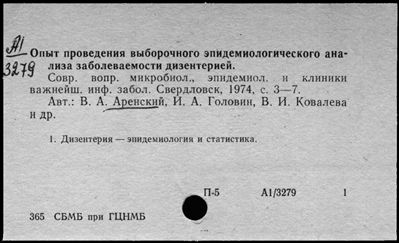 А1
3279
Опыт проведения выборочного эпидемиологического ана-
лиза заболеваемости дизентерией.
Совр. вопр. микробиол., эпидемиол. и клиники
важнейш. инф. забол. Свердловск, 1974, с. 3—7.
Авт.: В. А. Аренский, И. А. Головин, В. И. Ковалева
и др.
1. Дизентерия — эпидемиология и статистика.
П-5 А1/3279 1
365 СБМБ при ГЦНМБ